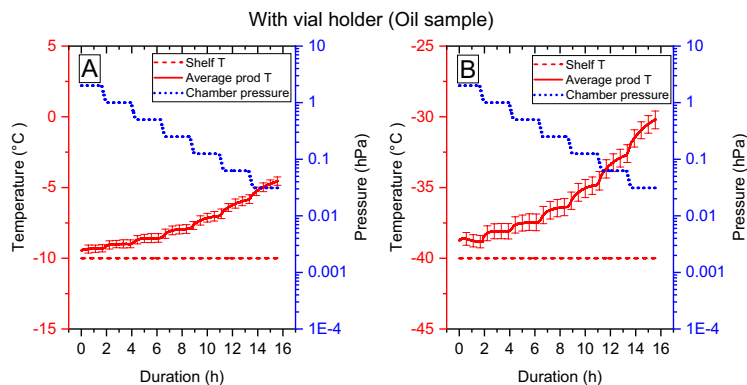 With vial holder (Oil sample)
A
Shelf T
Average prod T
Chamber pressure
Temperature (°C)
5
0
-5
-10
-15
Pressure (hPa)
10
1
0.1
0.01
0.001
1E-4
0 2 4 6 8 10 12 14 16
Duration (h)
B
Shelf T
Average prod T
Chamber pressure
Temperature (°C)
-25
-30
-35
-40
-45
Pressure (hPa)
10
1
0.1
0.01
0.001
1E-4
0 2 4 6 8 10 12 14 16
Duration (h)